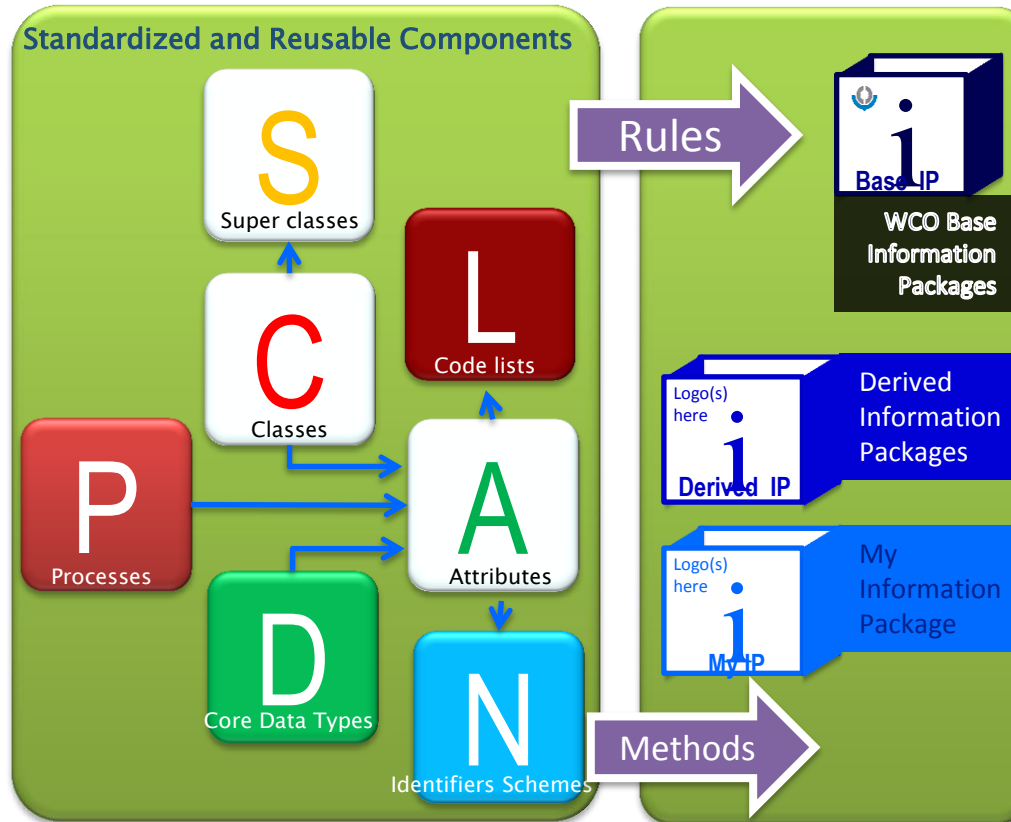 Standardized and Reusable Components
S
Super classes
C
Classes
L
Code lists
P
Processes
A
Attributes
D
Core Data Types
N
Identifiers Schemes
Rules
i
Base IP
WCO Base
Information
Packages
Logo(s)
here
i
Derived IP
Derived
Information
Packages
Logo(s)
here
i
My IP
My
Information
Package
Methods